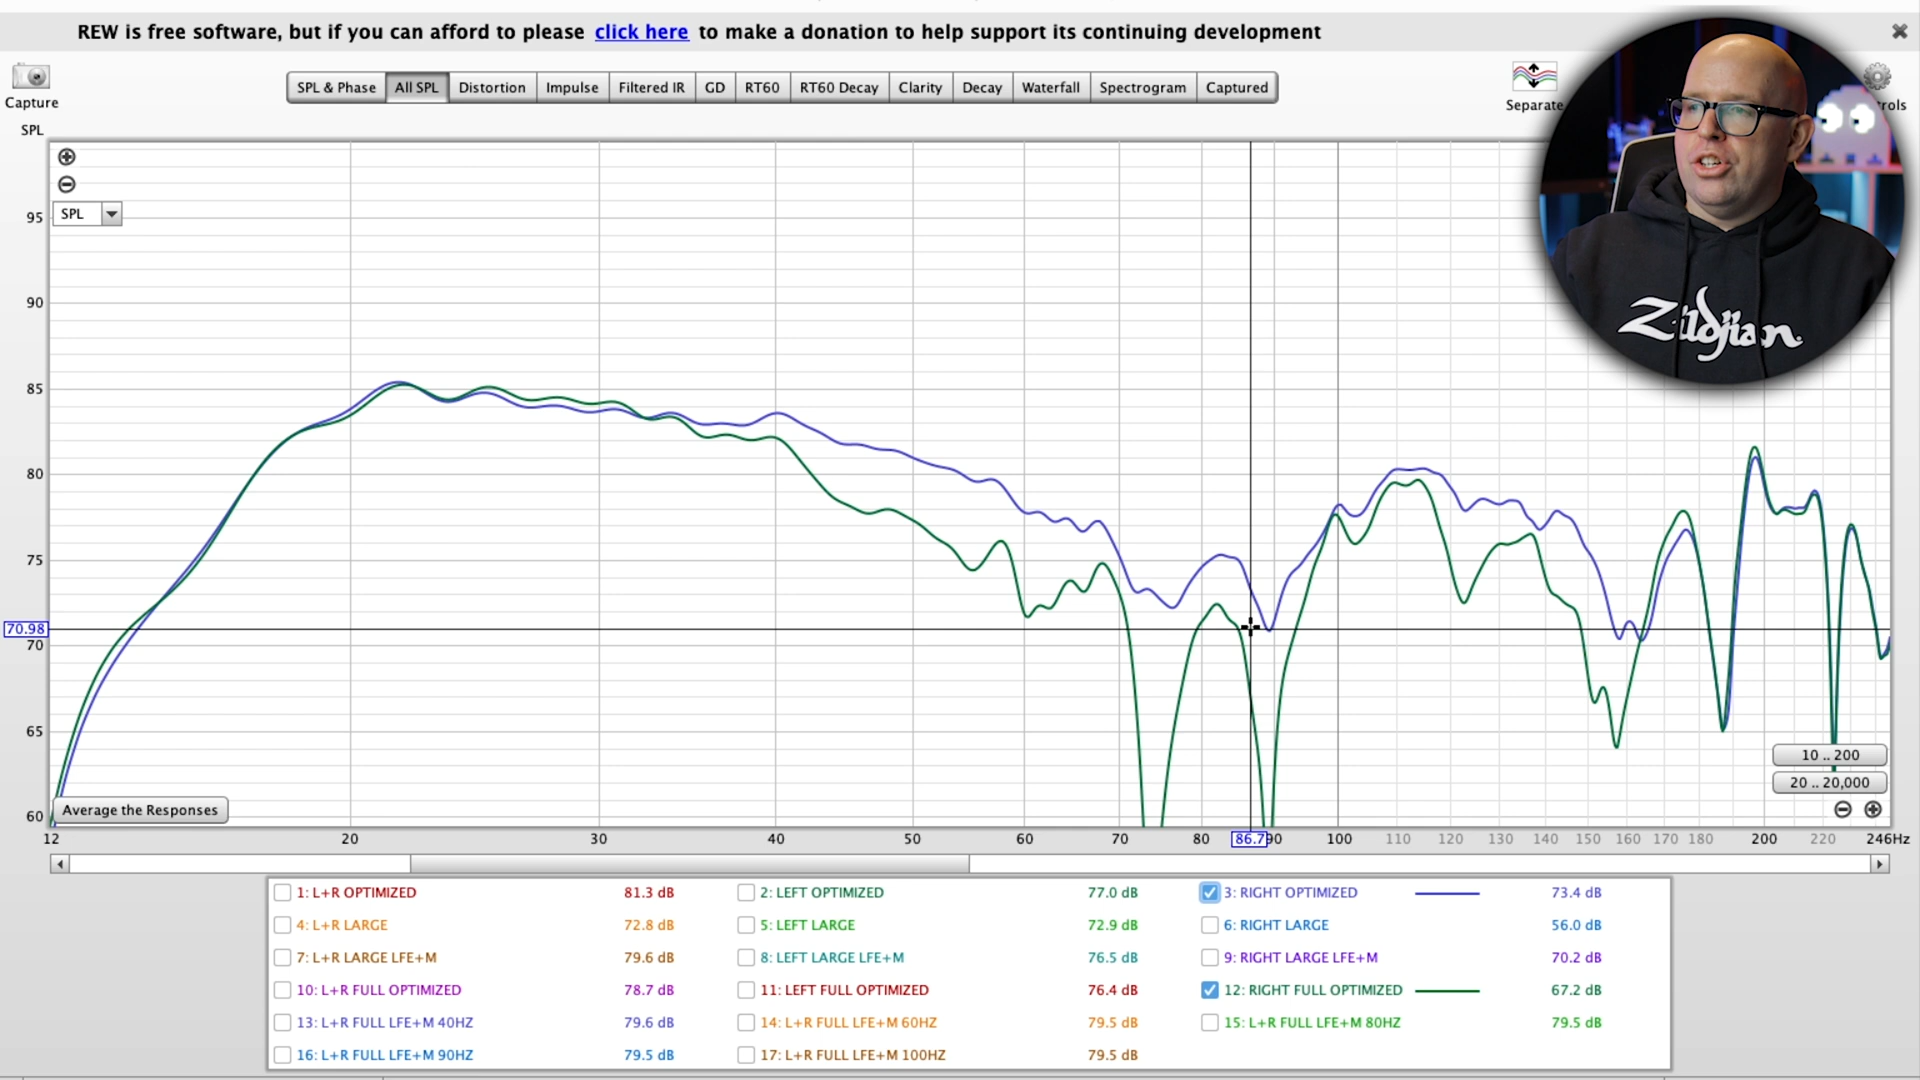 REW is free software, but if you can afford to please click here to make a donation to help support its continuing development
Capture
SPL & Phase All SPL Distortion Impulse Filtered IR GD RT60 RT60 Decay Clarity Decay Waterfall Spectrogram Captured
Separate
rols
SPL
SPL
95
90
85
80
75
70.98
70
65
60
Zildjian
10 .. 200
20 .. 20,000
Average the Responses
12 20 30 40 50 60 70 80 86.7 90 100 110 120 130 140 150 160 170 180 200 220 246Hz
1: L+R OPTIMIZED 81.3 dB 2: LEFT OPTIMIZED 77.0 dB 3: RIGHT OPTIMIZED 73.4 dB
4: L+R LARGE 72.8 dB 5: LEFT LARGE 72.9 dB 6: RIGHT LARGE 56.0 dB
7: L+R LARGE LFE+M 79.6 dB 8: LEFT LARGE LFE+M 76.5 dB 9: RIGHT LARGE LFE+M 70.2 dB
10: L+R FULL OPTIMIZED 78.7 dB 11: LEFT FULL OPTIMIZED 76.4 dB 12: RIGHT FULL OPTIMIZED 67.2 dB
13: L+R FULL LFE+M 40HZ 79.6 dB 14: L+R FULL LFE+M 60HZ 79.5 dB 15: L+R FULL LFE+M 80HZ 79.5 dB
16: L+R FULL LFE+M 90HZ 79.5 dB 17: L+R FULL LFE+M 100HZ 79.5 dB